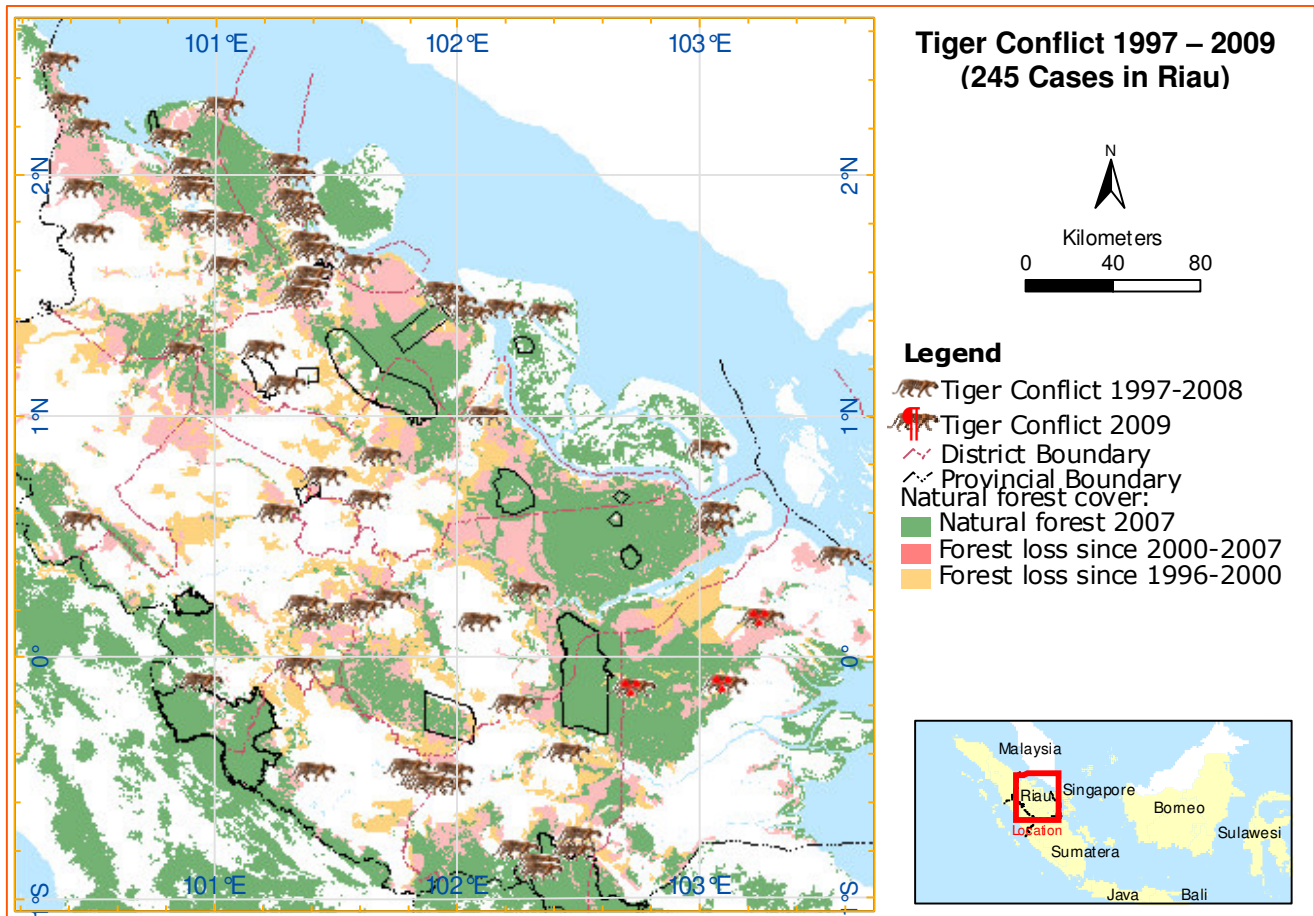 101°E
102°E
103°E
2°N
2°N
1°N
1°N
0°
0°
1°S
101°E
102°E
103°E
Tiger Conflict 1997 – 2009
(245 Cases in Riau)
N
Kilometers
0 40 80
Legend
Tiger Conflict 1997-2008
Tiger Conflict 2009
District Boundary
Provincial Boundary
Natural forest cover:
Natural forest 2007
Forest loss since 2000-2007
Forest loss since 1996-2000
Malaysia
Singapore
Riau
Borneo
Location
Sulawesi
Sumatera
Java Bali